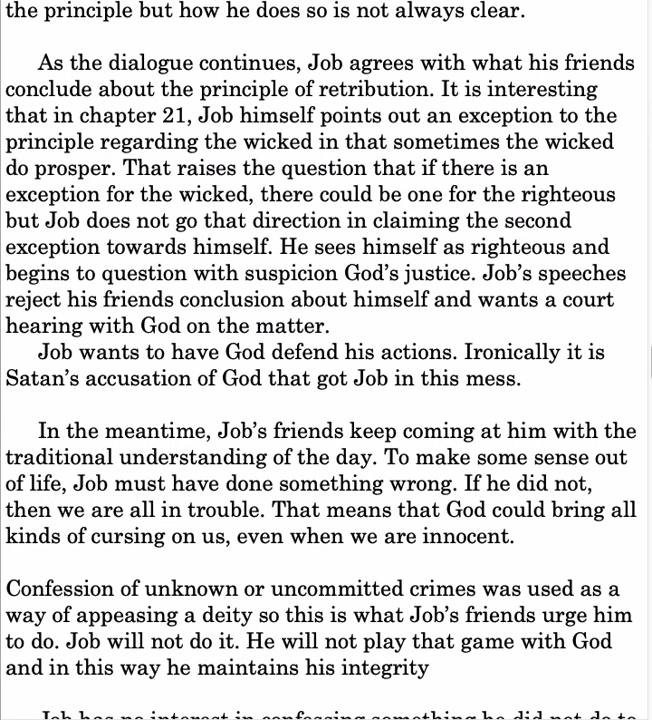 the principle but how he does so is not always clear.
As the dialogue continues, Job agrees with what his friends
conclude about the principle of retribution. It is interesting
that in chapter 21, Job himself points out an exception to the
principle regarding the wicked in that sometimes the wicked
do prosper. That raises the question that if there is an
exception for the wicked, there could be one for the righteous
but Job does not go that direction in claiming the second
exception towards himself. He sees himself as righteous and
begins to question with suspicion God's justice. Job's speeches
reject his friends conclusion about himself and wants a court
hearing with God on the matter.
Job wants to have God defend his actions. Ironically it is
Satan's accusation of God that got Job in this mess.
In the meantime, Job's friends keep coming at him with the
traditional understanding of the day. To make some sense out
of life, Job must have done something wrong. If he did not,
then we are all in trouble. That means that God could bring all
kinds of cursing on us, even when we are innocent.
Confession of unknown or uncommitted crimes was used as a
way of appeasing a deity so this is what Job's friends urge him
to do. Job will not do it. He will not play that game with God
and in this way he maintains his integrity
Job has no interest in confessing something he did not do to